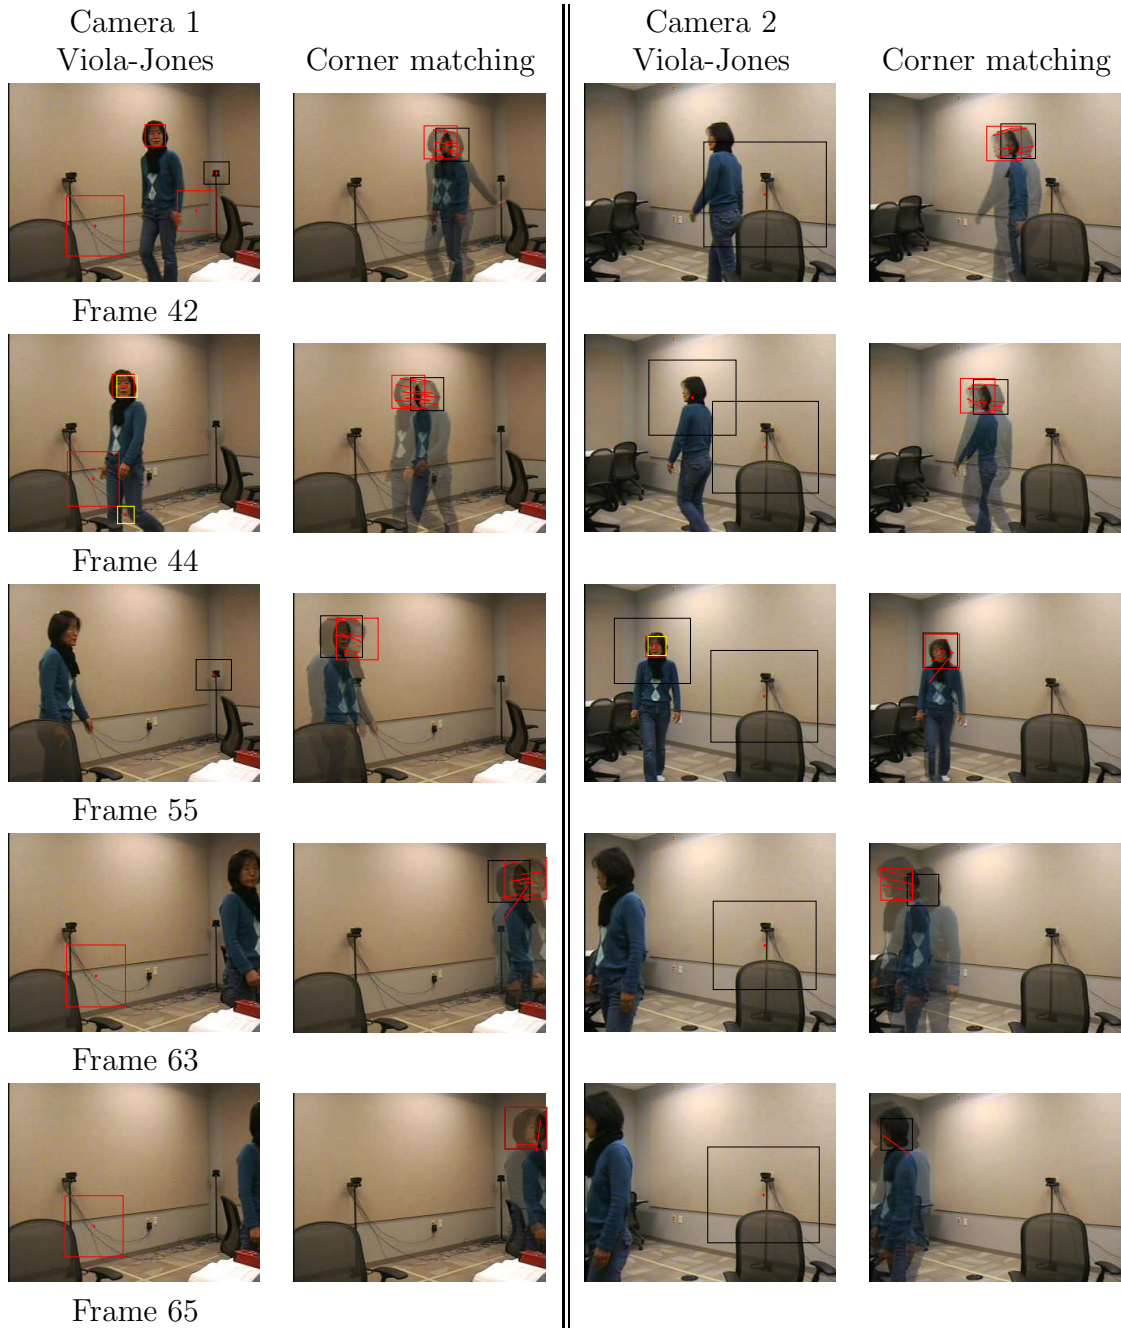 Camera 1
Viola-Jones
Corner matching
Camera 2
Viola-Jones
Corner matching
Frame 42
Frame 44
Frame 55
Frame 63
Frame 65